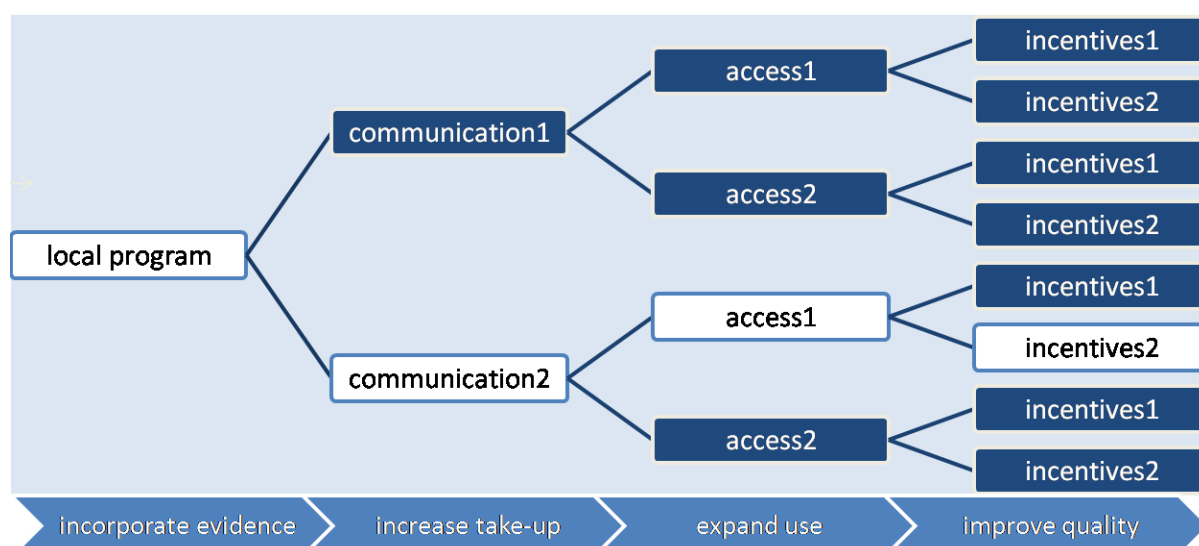 incentives1
access1
incentives2
communication1
incentives1
access2
incentives2
local program
incentives1
access1
incentives2
communication2
incentives1
access2
incentives2
incorporate evidence
increase take-up
expand use
improve quality